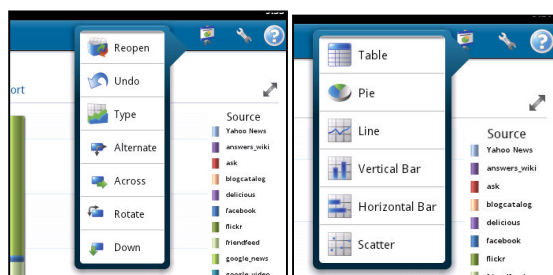 Reopen
Undo
Type
Alternate
Across
Rotate
Down
ort
Source
Yahoo News
answers_wiki
ask
blogcatalog
delicious
facebook
flickr
friendfeed
google_news
google_video
Table
Pie
Line
Vertical Bar
Horizontal Bar
Scatter
Source
Yahoo News
answers_wiki
ask
blogcatalog
delicious
facebook
flickr